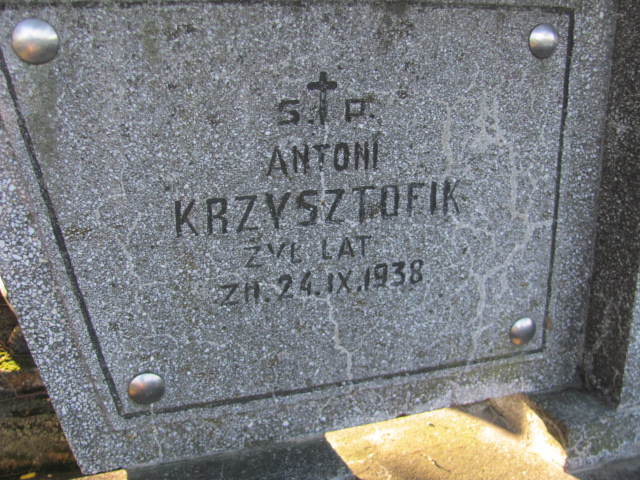 Ś.†P.
ANTONI
KRZYSZTOFIK
ŻYŁ LAT
ZM. 24.IX.1938